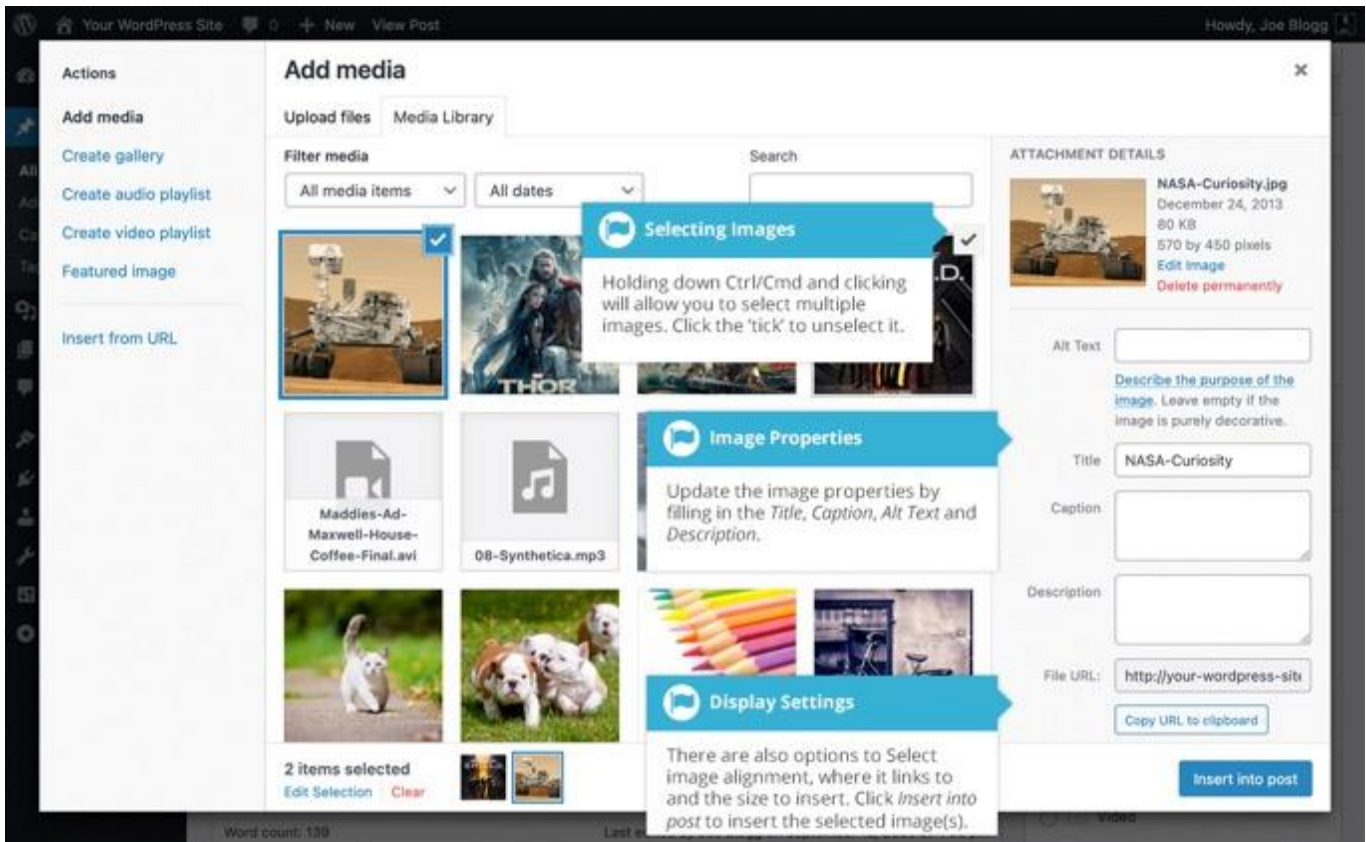 Your WordPress Site 0 + New View Post
Howdy, Joe Blogg
Actions
Add media
Create gallery
Create audio playlist
Create video playlist
Featured image
Insert from URL
Add media
Upload files Media Library
Filter media
All media items All dates
Search
Selecting Images
Holding down Ctrl/Cmd and clicking
will allow you to select multiple
images. Click the 'tick' to unselect it.
THOR
.D.
Maddies-Ad-
Maxwell-House-
Coffee-Final.avi
08-Synthetica.mp3
Image Properties
Update the image properties by
filling in the Title, Caption, Alt Text and
Description.
Display Settings
There are also options to Select
image alignment, where it links to
and the size to insert. Click Insert into
post to insert the selected image(s).
ATTACHMENT DETAILS
NASA-Curiosity.jpg
December 24, 2013
80 KB
570 by 450 pixels
Edit Image
Delete permanently
Alt Text
Describe the purpose of the
image. Leave empty if the
image is purely decorative.
Title NASA-Curiosity
Caption
Description
File URL: http://your-wordpress-site
Copy URL to clipboard
2 items selected
Edit Selection Clear
Insert into post
Word count: 139
Video